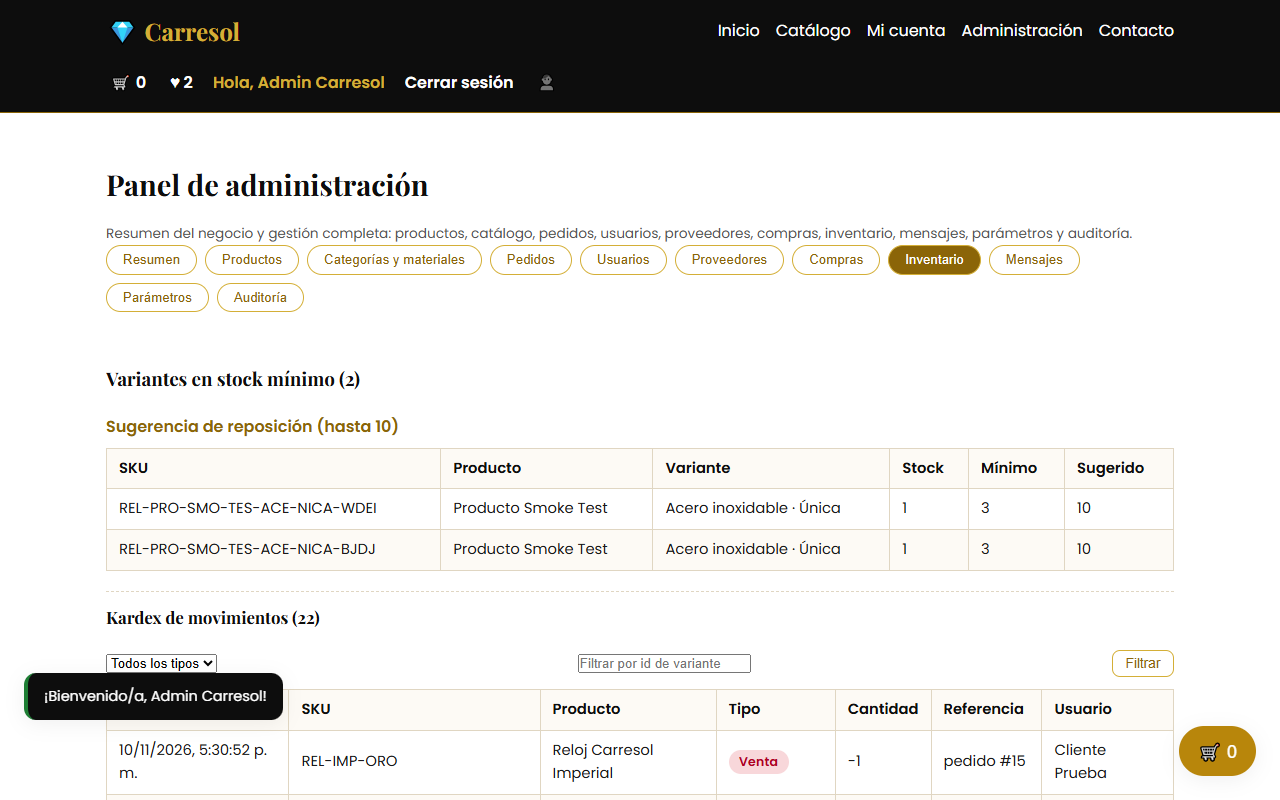 Carresol
Inicio Catálogo Mi cuenta Administración Contacto
0 ♥ 2 Hola, Admin Carresol Cerrar sesión
Panel de administración
Resumen del negocio y gestión completa: productos, catálogo, pedidos, usuarios, proveedores, compras, inventario, mensajes, parámetros y auditoría.
Resumen Productos Categorías y materiales Pedidos Usuarios Proveedores Compras Inventario Mensajes
Parámetros Auditoría
Variantes en stock mínimo (2)
Sugerencia de reposición (hasta 10)
SKU Producto Variante Stock Mínimo Sugerido
REL-PRO-SMO-TES-ACE-NICA-WDEI Producto Smoke Test Acero inoxidable · Única 1 3 10
REL-PRO-SMO-TES-ACE-NICA-BJDJ Producto Smoke Test Acero inoxidable · Única 1 3 10
Kardex de movimientos (22)
Todos los tipos Filtrar por id de variante Filtrar
¡Bienvenido/a, Admin Carresol!
SKU Producto Tipo Cantidad Referencia Usuario
10/11/2026, 5:30:52 p. m. REL-IMP-ORO Reloj Carresol Imperial Venta -1 pedido #15 Cliente Prueba
0